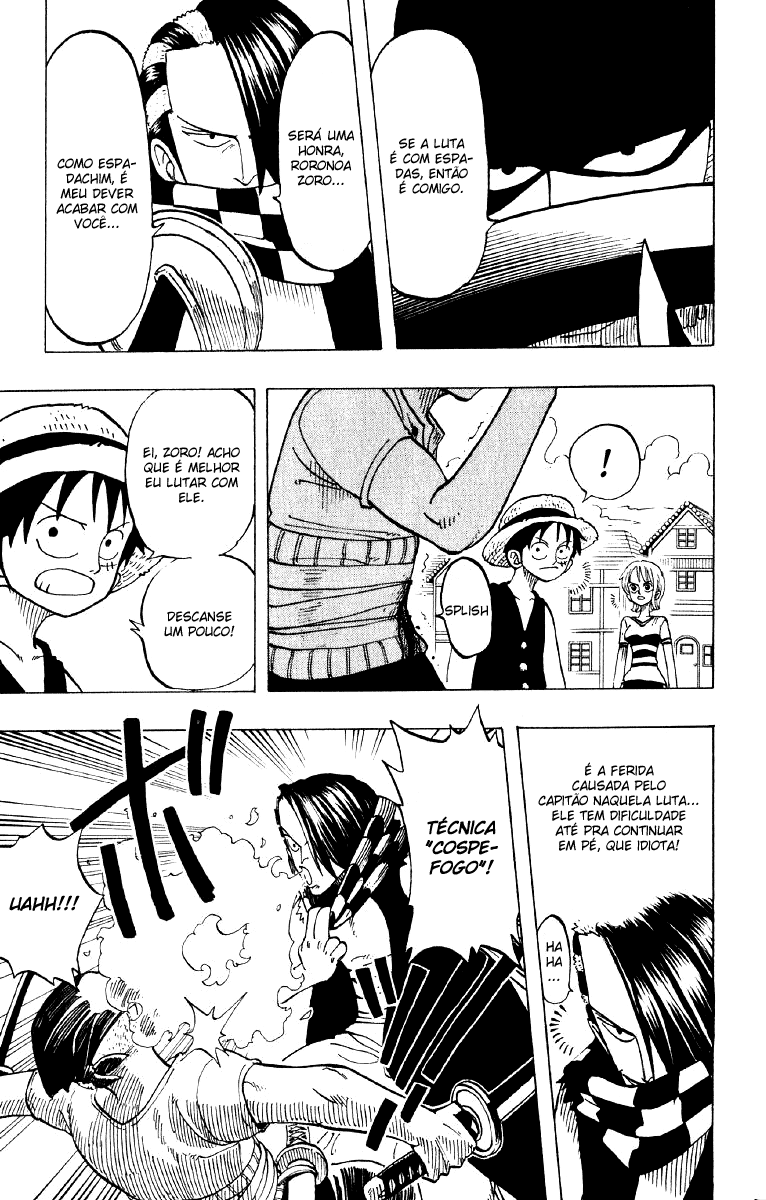 SE A LUTA
É COM ESPA-
DAS, ENTÃO
É COMIGO.
SERÁ UMA
HONRA,
RORONOA
ZORO...
COMO ESPA-
DACHIM, É
MEU DEVER
ACABAR COM
VOCÊ...
!
SPLISH
EI, ZORO! ACHO
QUE É MELHOR
EU LUTAR COM
ELE.
DESCANSE
UM POUCO!
É A FERIDA
CAUSADA PELO
CAPITÃO NAQUELA LUTA...
ELE TEM DIFICULDADE
ATÉ PRA CONTINUAR
EM PÉ, QUE IDIOTA!
HA
HA
...
TÉCNICA
"COSPE-
FOGO"!
UAHH!!!